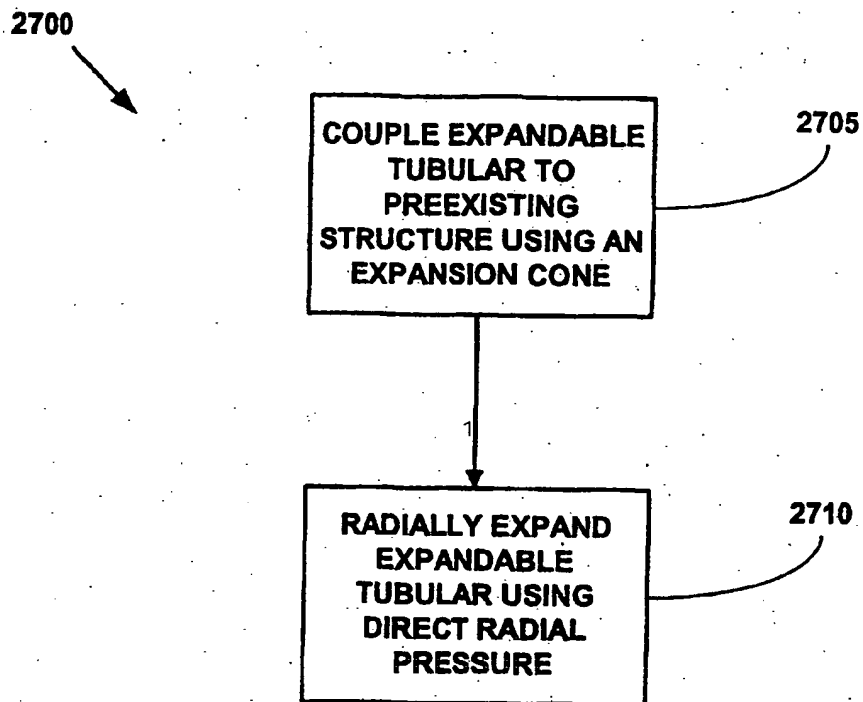 2700
COUPLE EXPANDABLE
TUBULAR TO
PREEXISTING
STRUCTURE USING AN
EXPANSION CONE
2705
RADIALLY EXPAND
EXPANDABLE
TUBULAR USING
DIRECT RADIAL
PRESSURE
2710